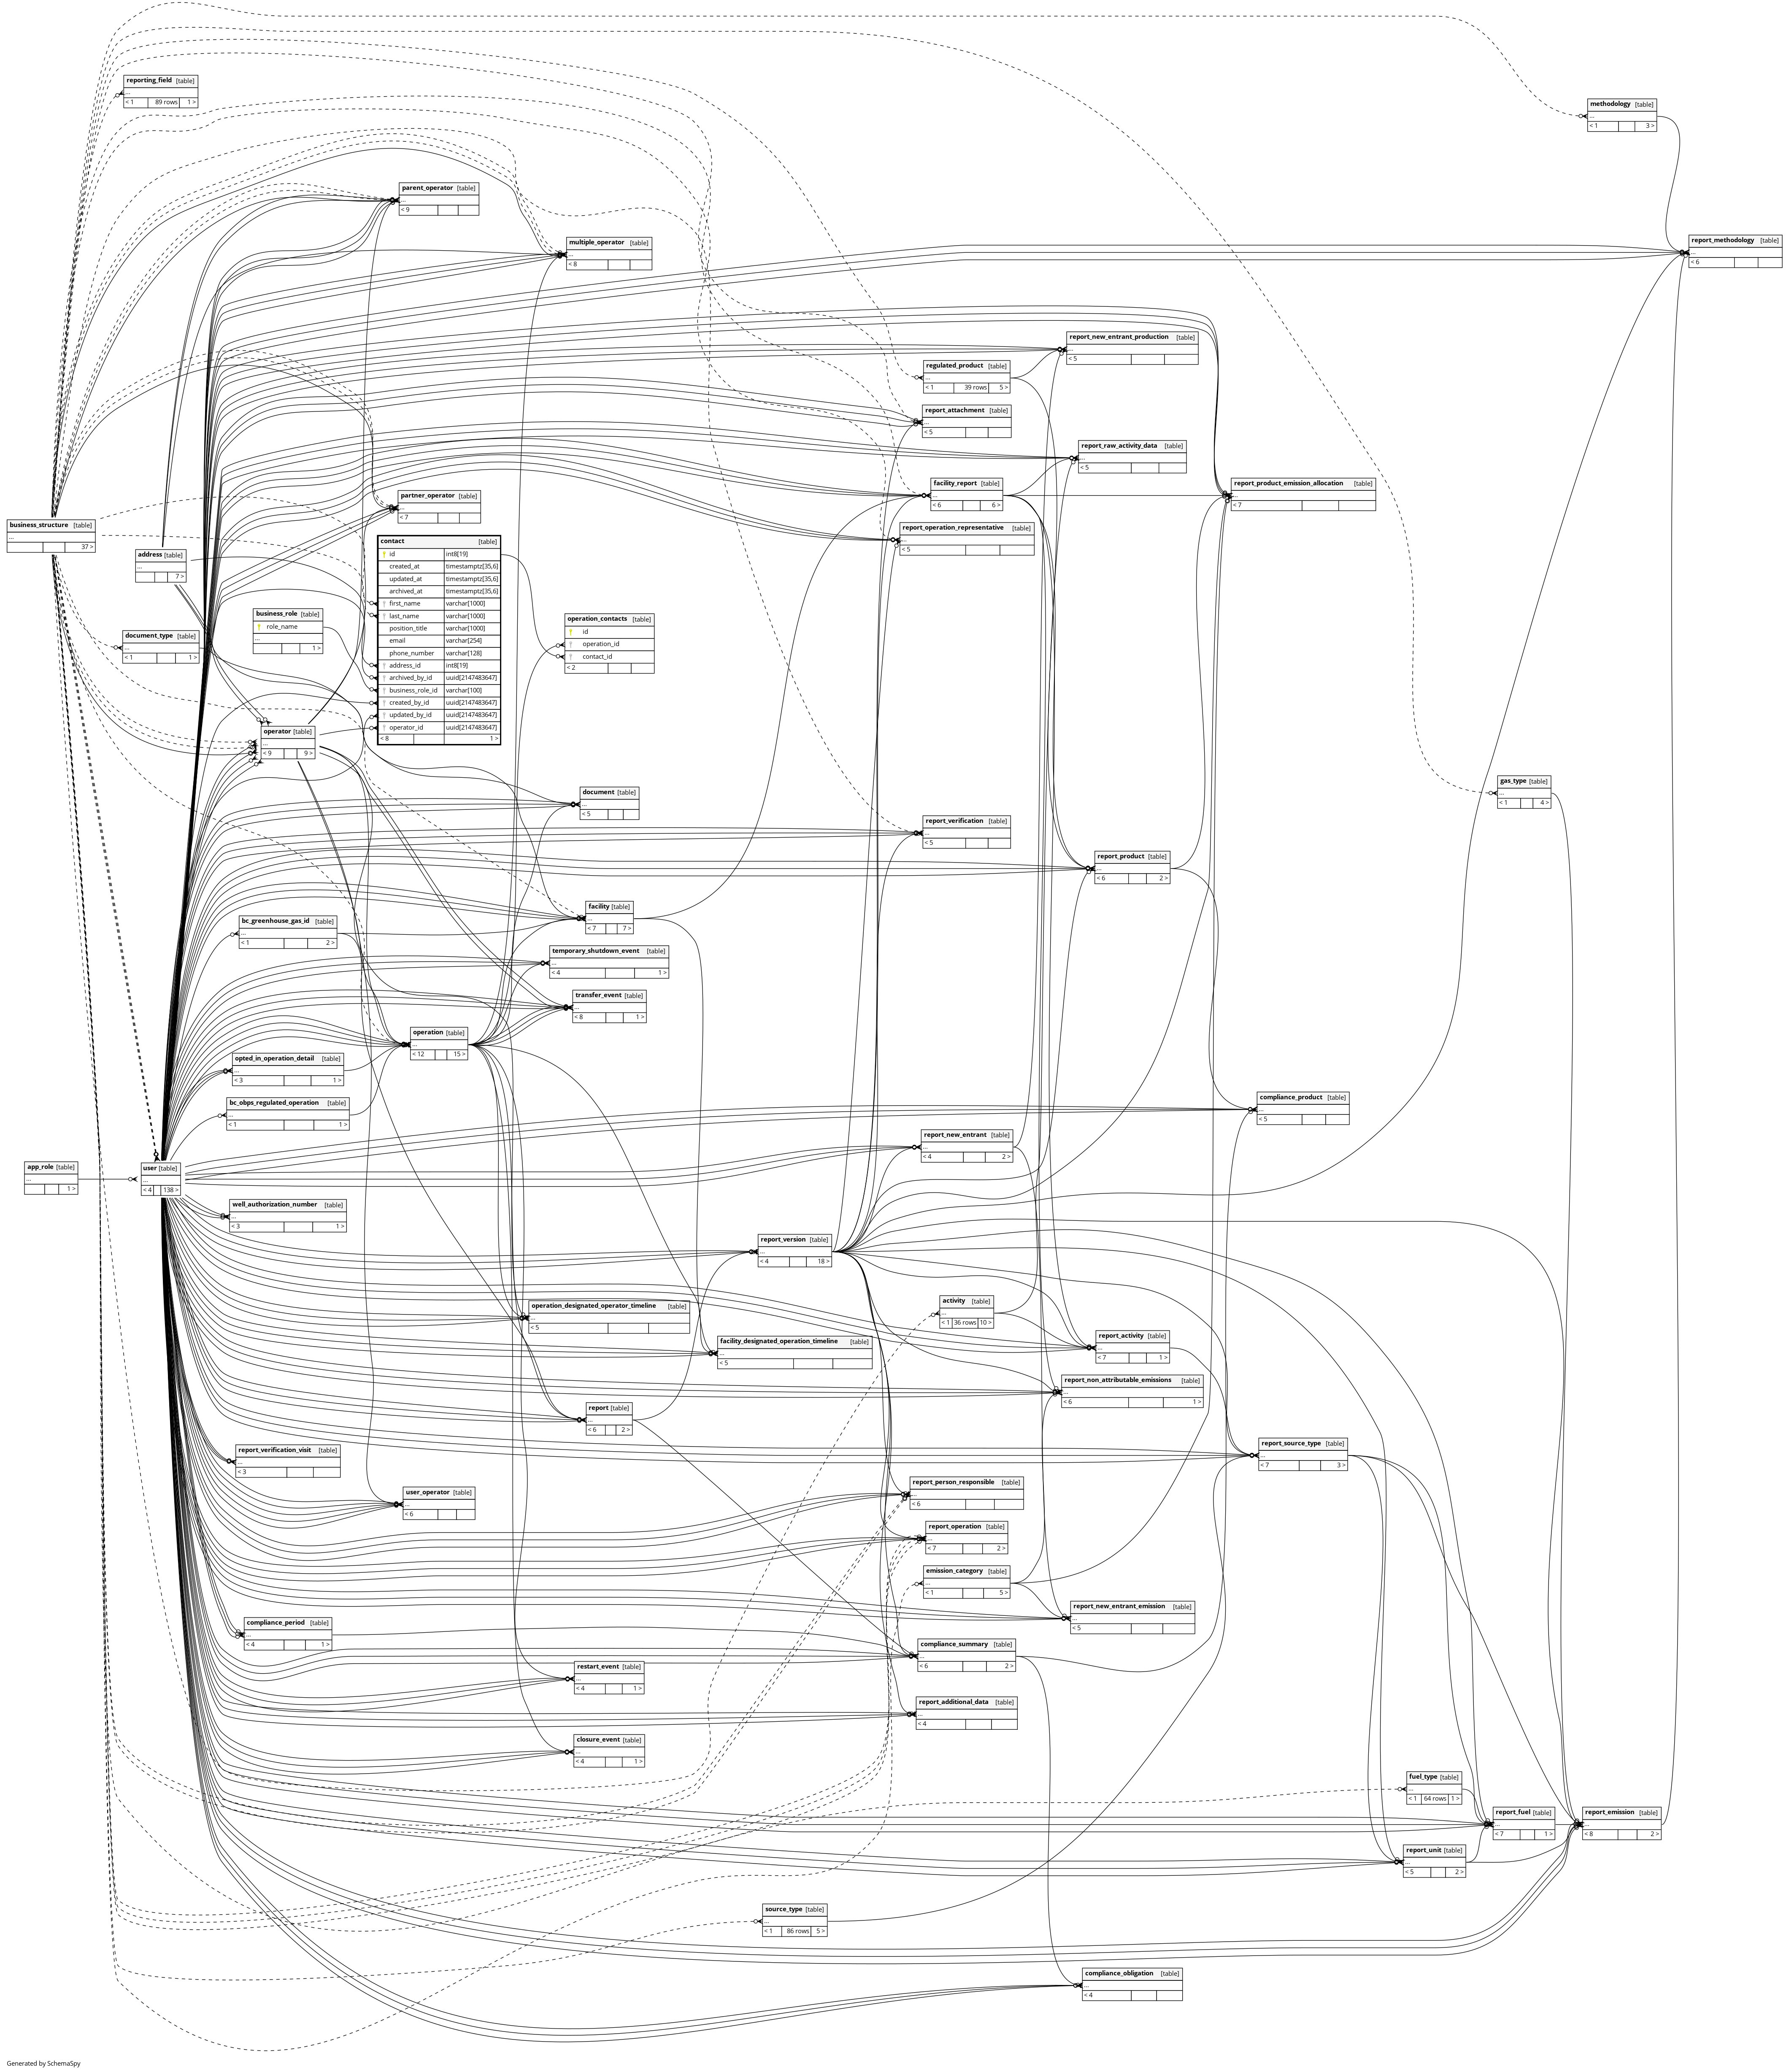 reporting_field [table]
...
< 1 89 rows 1 >
methodology [table]
...
< 1 3 >
parent_operator [table]
...
< 9
multiple_operator [table]
...
< 8
report_methodology [table]
...
< 6
report_new_entrant_production [table]
...
< 5
regulated_product [table]
...
< 1 39 rows 5 >
report_attachment [table]
...
< 5
report_raw_activity_data [table]
...
< 5
facility_report [table]
...
< 6 6 >
report_product_emission_allocation [table]
...
< 7
partner_operator [table]
...
< 7
business_structure [table]
...
37 >
report_operation_representative [table]
...
< 5
address [table]
...
7 >
contact [table]
id int8[19]
created_at timestamptz[35,6]
updated_at timestamptz[35,6]
archived_at timestamptz[35,6]
first_name varchar[1000]
last_name varchar[1000]
position_title varchar[1000]
email varchar[254]
phone_number varchar[128]
address_id int8[19]
archived_by_id uuid[2147483647]
business_role_id varchar[100]
created_by_id uuid[2147483647]
updated_by_id uuid[2147483647]
operator_id uuid[2147483647]
< 8 1 >
business_role [table]
role_name
...
1 >
operation_contacts [table]
id
operation_id
contact_id
< 2
document_type [table]
...
< 1 1 >
operator [table]
...
< 9 9 >
gas_type [table]
...
< 1 4 >
document [table]
...
< 5
report_verification [table]
...
< 5
report_product [table]
...
< 6 2 >
facility [table]
...
< 7 7 >
bc_greenhouse_gas_id [table]
...
< 1 2 >
temporary_shutdown_event [table]
...
< 4 1 >
transfer_event [table]
...
< 8 1 >
operation [table]
...
< 12 15 >
opted_in_operation_detail [table]
...
< 3 1 >
bc_obps_regulated_operation [table]
...
< 1 1 >
compliance_product [table]
...
< 5
report_new_entrant [table]
...
< 4 2 >
app_role [table]
...
1 >
user [table]
...
< 4 138 >
well_authorization_number [table]
...
< 3 1 >
report_version [table]
...
< 4 18 >
operation_designated_operator_timeline [table]
...
< 5
activity [table]
...
< 1 36 rows 10 >
facility_designated_operation_timeline [table]
...
< 5
report_activity [table]
...
< 7 1 >
report_non_attributable_emissions [table]
...
< 6 1 >
report [table]
...
< 6 2 >
report_source_type [table]
...
< 7 3 >
report_verification_visit [table]
...
< 3
report_person_responsible [table]
...
< 6
user_operator [table]
...
< 6
report_operation [table]
...
< 7 2 >
emission_category [table]
...
< 1 5 >
report_new_entrant_emission [table]
...
< 5
compliance_period [table]
...
< 4 1 >
compliance_summary [table]
...
< 6 2 >
restart_event [table]
...
< 4 1 >
report_additional_data [table]
...
< 4
closure_event [table]
...
< 4 1 >
fuel_type [table]
...
< 1 64 rows 1 >
report_fuel [table]
...
< 7 1 >
report_emission [table]
...
< 8 2 >
report_unit [table]
...
< 5 2 >
source_type [table]
...
< 1 86 rows 5 >
compliance_obligation [table]
...
< 4
Generated by SchemaSpy